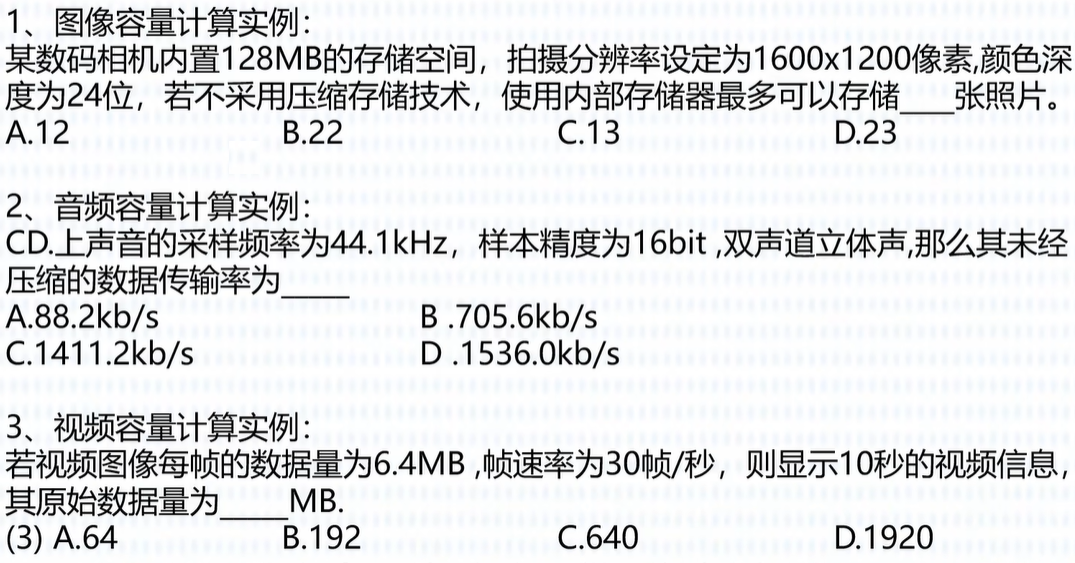 1、图像容量计算实例：
某数码相机内置128MB的存储空间，拍摄分辨率设定为1600x1200像素,颜色深
度为24位，若不采用压缩存储技术，使用内部存储器最多可以存储____张照片。
A.12 B.22 C.13 D.23
2、音频容量计算实例：
CD.上声音的采样频率为44.1kHz，样本精度为16bit ,双声道立体声,那么其未经
压缩的数据传输率为____
A.88.2kb/s B .705.6kb/s
C.1411.2kb/s D .1536.0kb/s
3、视频容量计算实例：
若视频图像每帧的数据量为6.4MB ,帧速率为30帧/秒，则显示10秒的视频信息
其原始数据量为____MB.
(3) A.64 B.192 C.640 D.1920